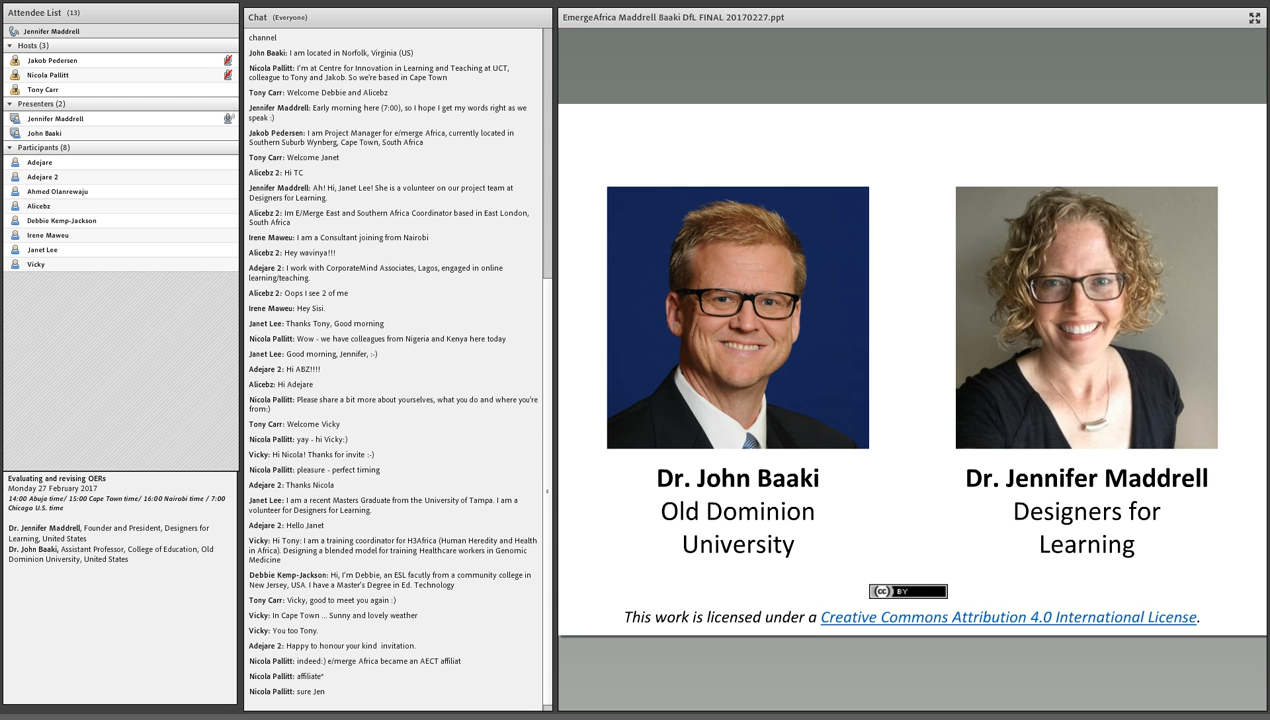 Attendee List (13)
Jennifer Maddrell
Hosts (3)
Jakob Pedersen
Nicola Pallitt
Tony Carr
Presenters (2)
Jennifer Maddrell
John Baaki
Participants (8)
Adejare
Adejare 2
Ahmed Olanrewaju
Alicebz
Debbie Kemp-Jackson
Irene Maweu
Janet Lee
Vicky
Evaluating and revising OERs
Monday 27 February 2017
14:00 Abuja time/ 15:00 Cape Town time/ 16:00 Nairobi time / 7:00
Chicago U.S. time
Dr. Jennifer Maddrell, Founder and President, Designers for
Learning, United States
Dr. John Baaki, Assistant Professor, College of Education, Old
Dominion University, United States
Chat (Everyone)
channel
John Baaki: I am located in Norfolk, Virginia (US)
Nicola Pallitt: I'm at Centre for Innovation in Learning and Teaching at UCT,
colleague to Tony and Jakob. So we're based in Cape Town
Tony Carr: Welcome Debbie and Alicebz
Jennifer Maddrell: Early morning here (7:00), so I hope I get my words right as we
speak :)
Jakob Pedersen: I am Project Manager for e/merge Africa, currently located in
Southern Suburb Wynberg, Cape Town, South Africa
Tony Carr: Welcome Janet
Alicebz 2: Hi TC
Jennifer Maddrell: Ah! Hi, Janet Lee! She is a volunteer on our project team at
Designers for Learning.
Alicebz 2: Im E/Merge East and Southern Africa Coordinator based in East London,
South Africa
Irene Maweu: I am a Consultant joining from Nairobi
Alicebz 2: Hey wavinya!!!
Adejare 2: I work with CorporateMind Associates, Lagos, engaged in online
learning/teaching.
Alicebz 2: Oops I see 2 of me
Irene Maweu: Hey Sisi.
Janet Lee: Thanks Tony, Good morning
Nicola Pallitt: Wow - we have colleagues from Nigeria and Kenya here today
Janet Lee: Good morning, Jennifer, :-)
Adejare 2: Hi ABZ!!!!
Alicebz: Hi Adejare
Nicola Pallitt: Please share a bit more about yourselves, what you do and where you're
from:)
Tony Carr: Welcome Vicky
Nicola Pallitt: yay - hi Vicky:)
Vicky: Hi Nicola! Thanks for invite :-)
Nicola Pallitt: pleasure - perfect timing
Adejare 2: Thanks Nicola
Janet Lee: I am a recent Masters Graduate from the University of Tampa. I am a
volunteer for Designers for Learning.
Adejare 2: Hello Janet
Vicky: Hi Tony: I am a training coordinator for H3Africa (Human Heredity and Health
in Africa). Designing a blended model for training Healthcare workers in Genomic
Medicine
Debbie Kemp-Jackson: Hi, I'm Debbie, an ESL facutly from a community college in
New Jersey, USA. I have a Master's Degree in Ed. Technology
Tony Carr: Vicky, good to meet you again :)
Vicky: In Cape Town ... Sunny and lovely weather
Vicky: You too Tony.
Adejare 2: Happy to honour your kind invitation.
Nicola Pallitt: indeed:) e/merge Africa became an AECT affiliat
Nicola Pallitt: affiliate*
Nicola Pallitt: sure Jen
EmergeAfrica Maddrell Baaki DfL FINAL 20170227.ppt
Dr. John Baaki
Old Dominion
University
Dr. Jennifer Maddrell
Designers for
Learning
cc BY
This work is licensed under a Creative Commons Attribution 4.0 International License.